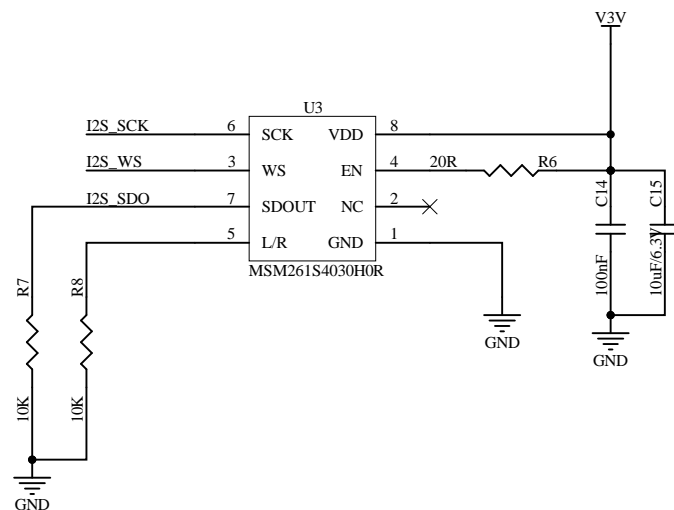 V3V
U3
I2S_SCK 6 SCK VDD 8
I2S_WS 3 WS EN 4 20R R6
I2S_SDO 7 SDOUT NC 2
5 L/R GND 1
MSM261S4030H0R
C14
100nF
C15
10uF/6.3V
R7
10K
R8
10K
GND
GND
GND